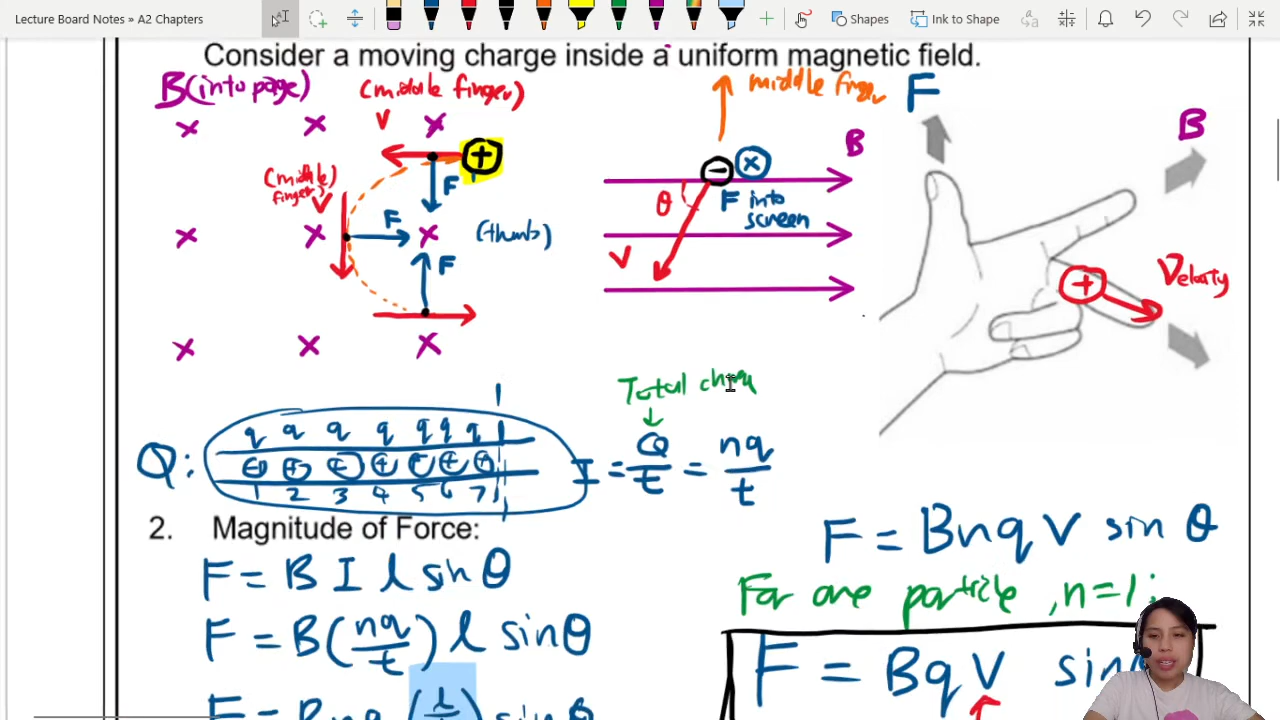 Lecture Board Notes » A2 Chapters
Shapes
Ink to Shape
Consider a moving charge inside a uniform magnetic field.
B (into page)
(middle finger)
V
+
F
(middle finger)
V
F
(thumb)
F
middle finger
B
−
F into screen
θ
V
F
B
+
Velocity
Q:
q q q q q q q
+ + + + + + +
1 2 3 4 5 6 7
Total charge
I = Q/t = nq/t
2. Magnitude of Force:
F = B I l sin θ
F = B (nq/t) l sin θ
F = Bnqv sin θ
For one particle, n=1;
F = Bqv